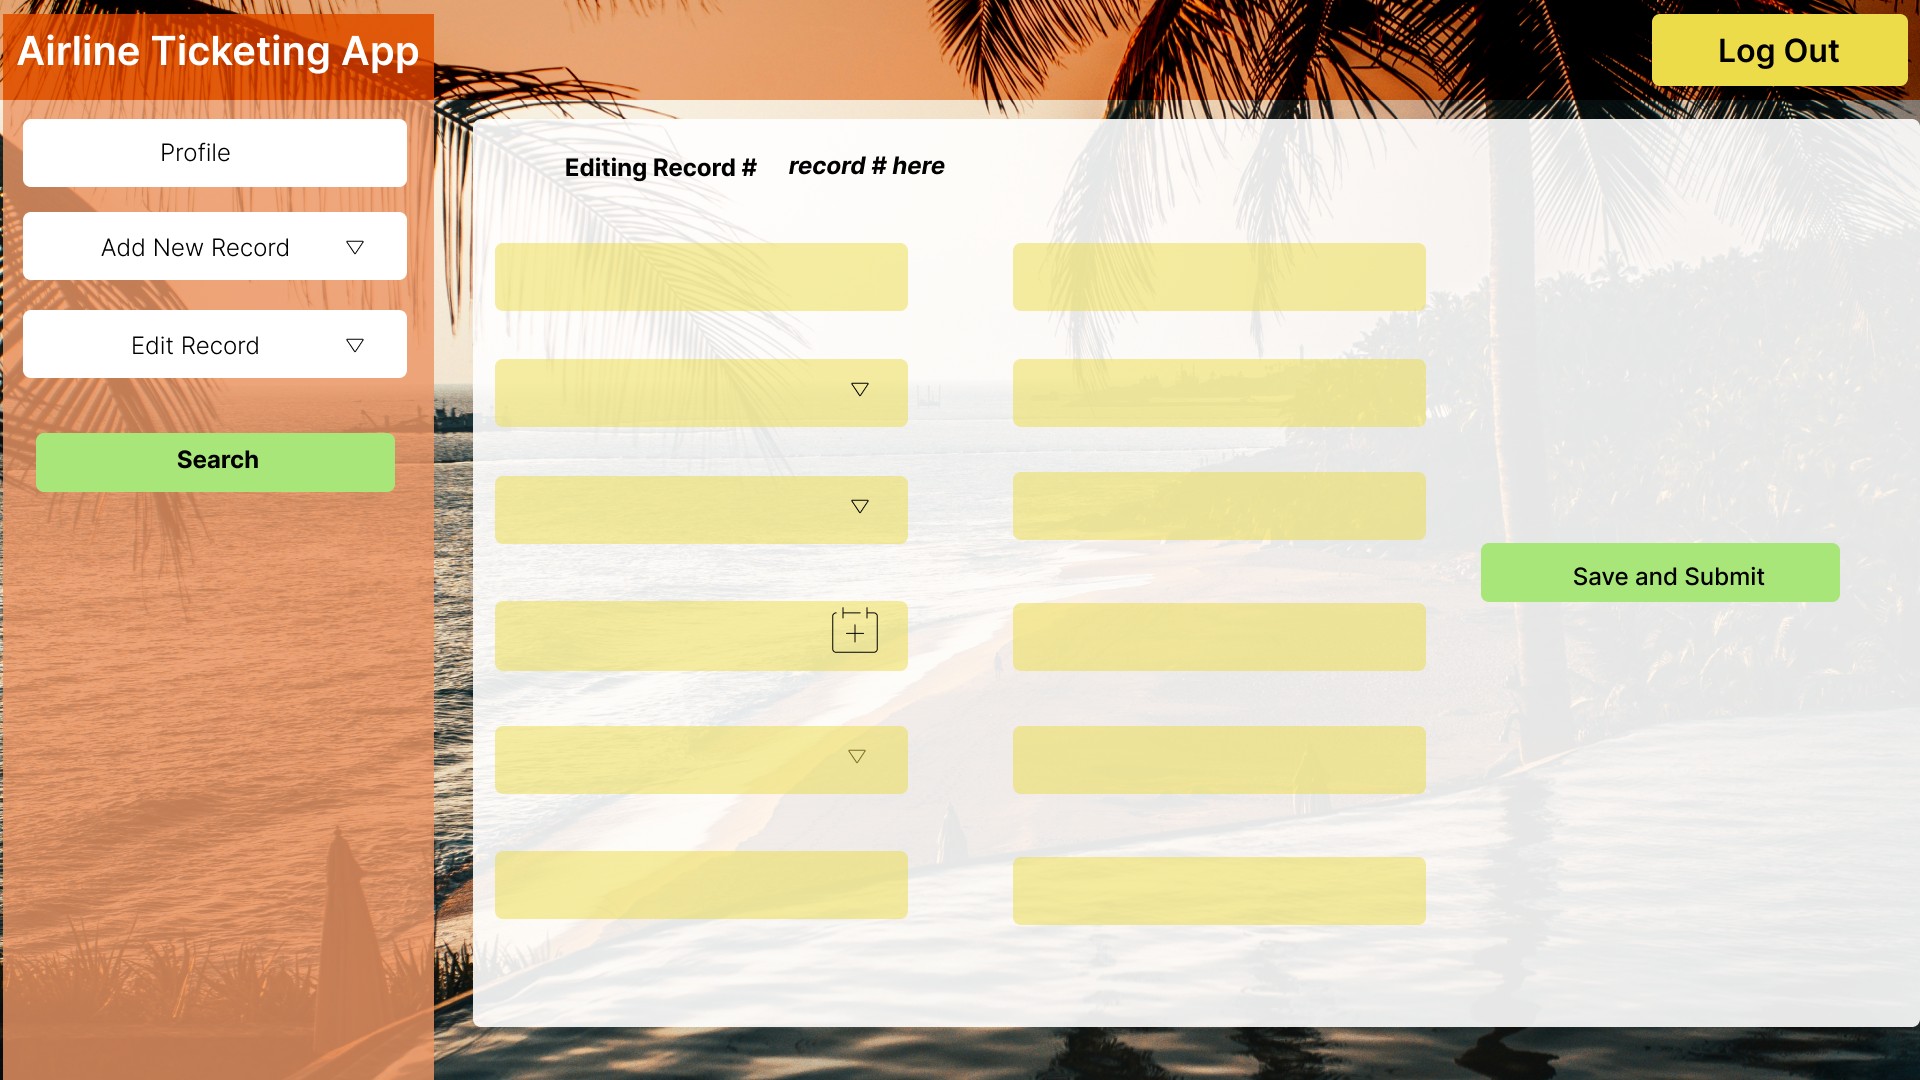 Airline Ticketing App
Log Out
Profile
Add New Record
Edit Record
Search
Editing Record # record # here
Save and Submit